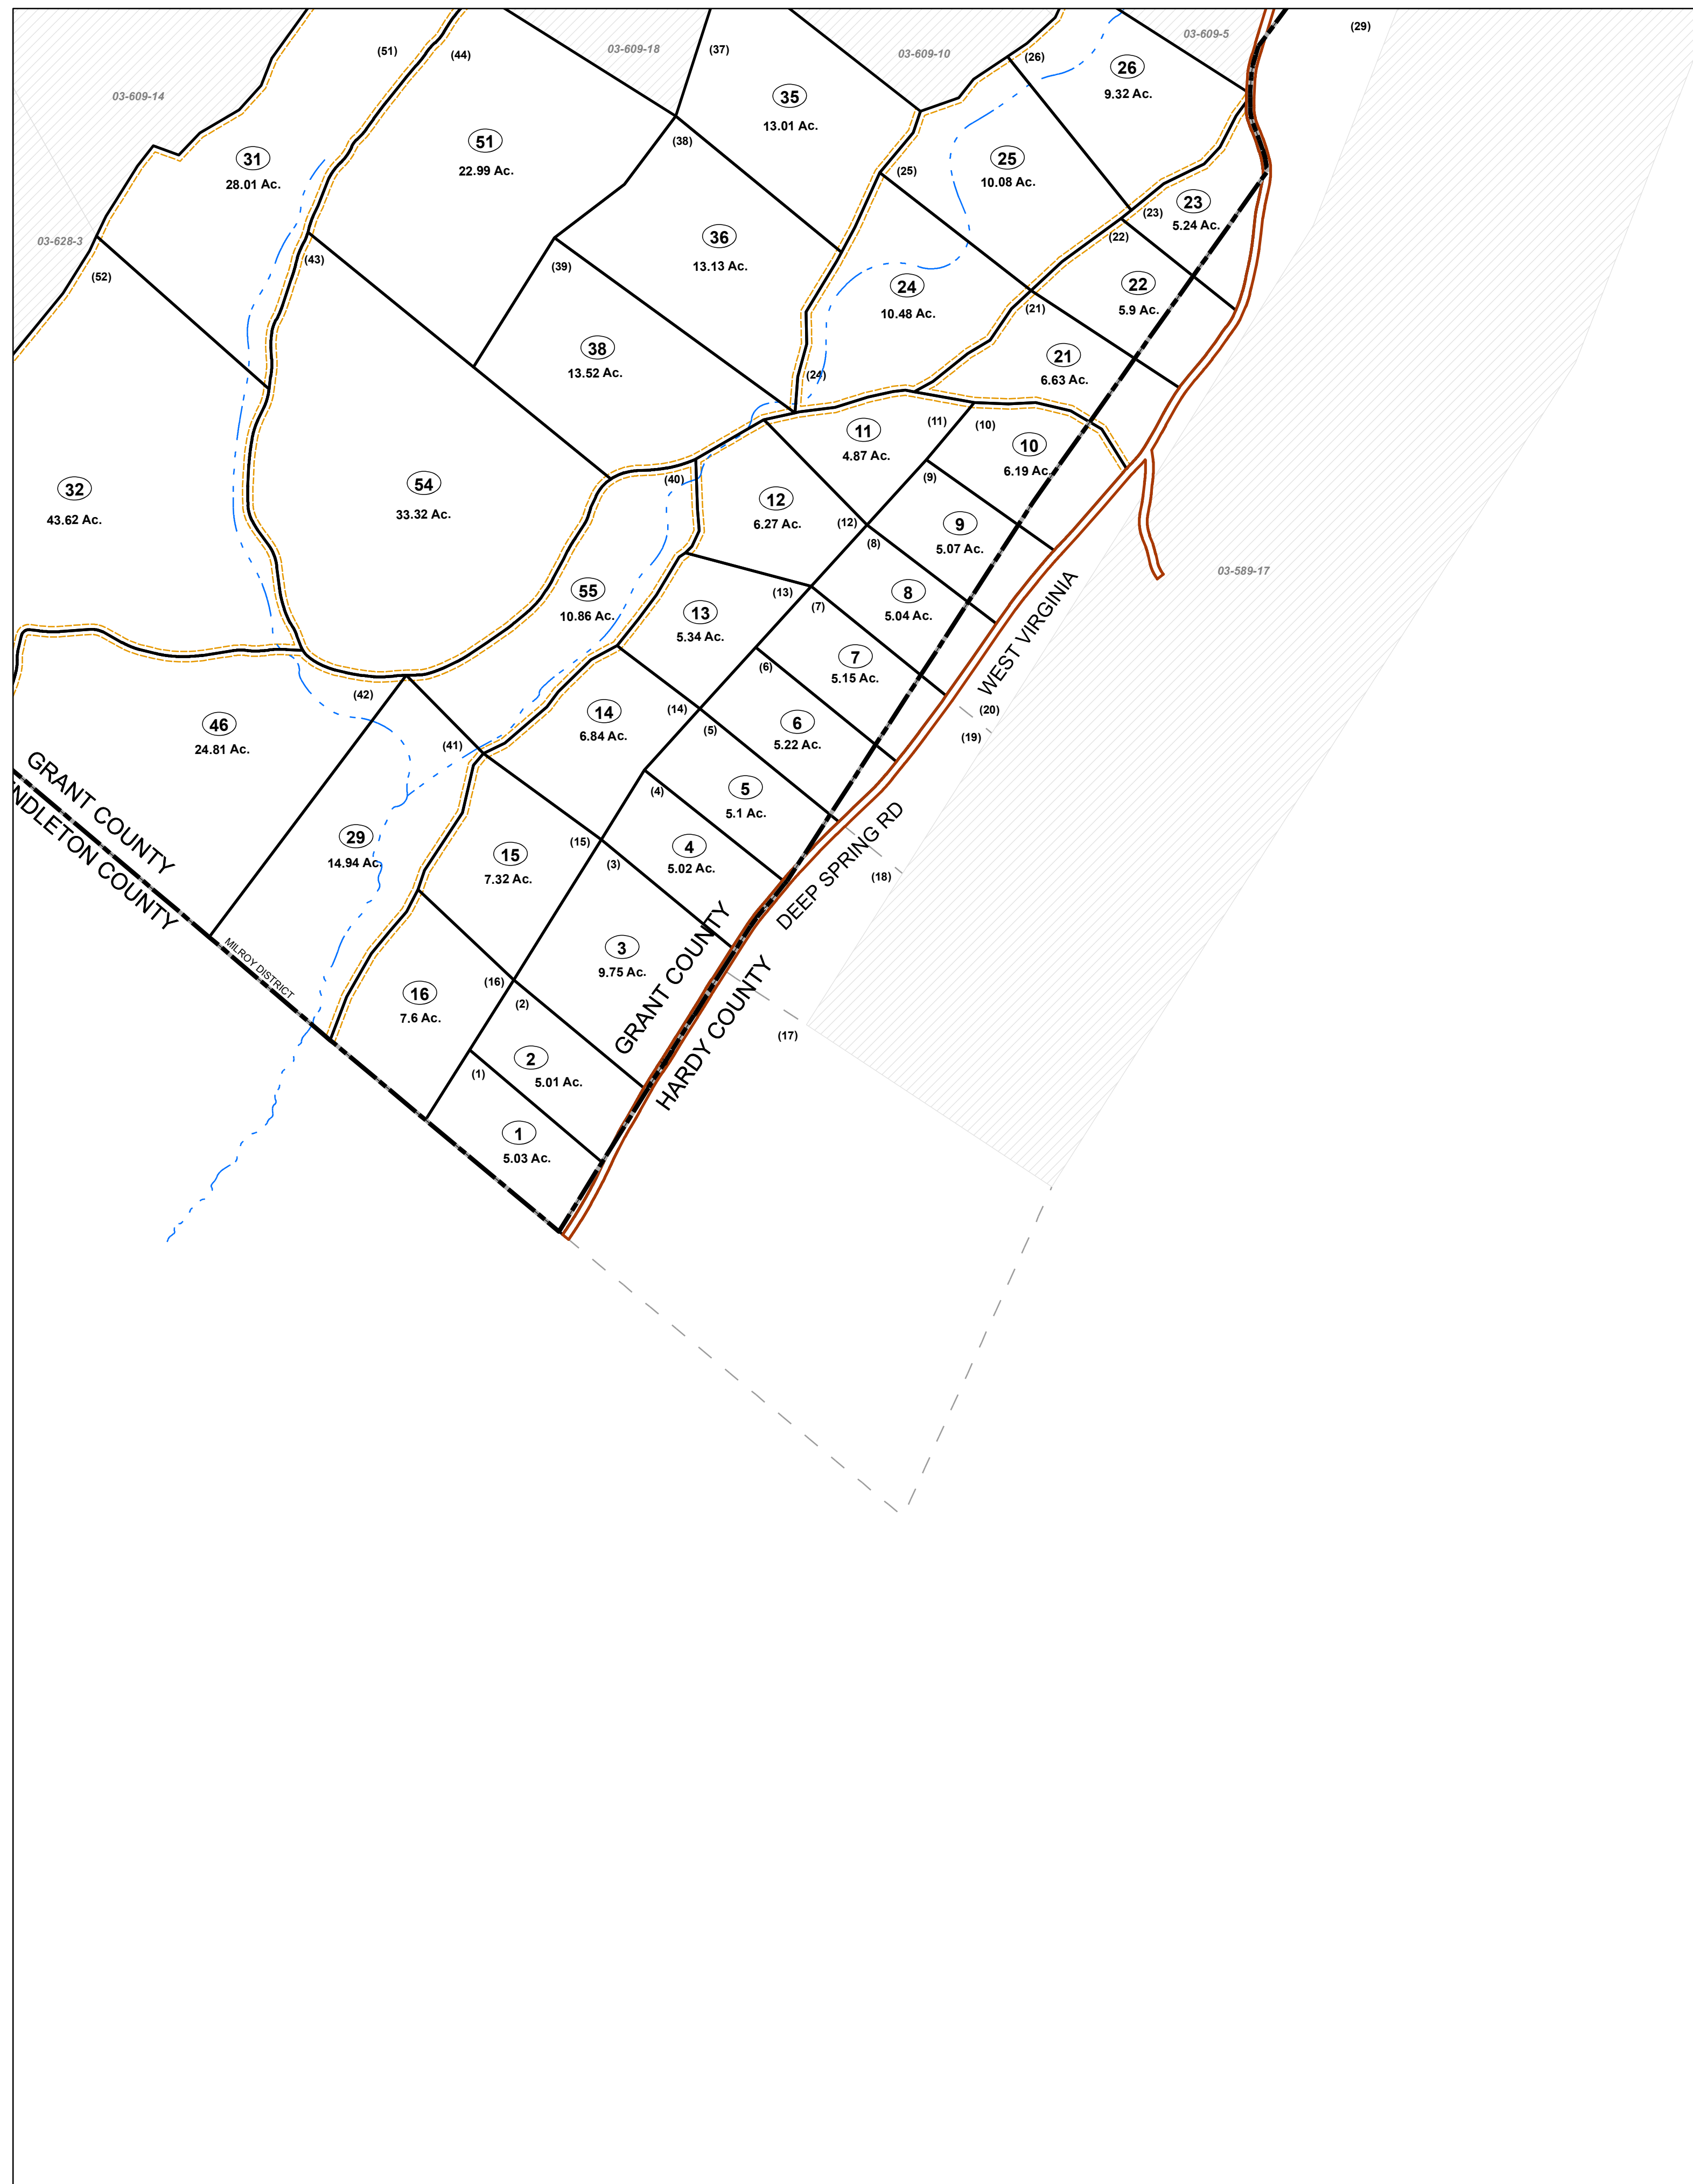 (29)
(51)
(44)
03-609-18
(37)
03-609-10
(26)
03-609-5
26
9.32 Ac.
03-609-14
35
13.01 Ac.
31
28.01 Ac.
51
22.99 Ac.
(38)
(25)
25
10.08 Ac.
03-628-3
(52)
(43)
(39)
36
13.13 Ac.
(23)
23
5.24 Ac.
(22)
24
10.48 Ac.
22
5.9 Ac.
(21)
38
13.52 Ac.
(24)
21
6.63 Ac.
11
4.87 Ac.
(11)
(10)
10
6.19 Ac.
32
43.62 Ac.
54
33.32 Ac.
(40)
12
6.27 Ac.
(9)
(12)
(8)
9
5.07 Ac.
55
10.86 Ac.
(13)
(7)
8
5.04 Ac.
03-589-17
13
5.34 Ac.
(6)
7
5.15 Ac.
WEST VIRGINIA
(42)
46
24.81 Ac.
(41)
14
6.84 Ac.
(14)
(5)
6
5.22 Ac.
(20)
(19)
GRANT COUNTY
NDLETON COUNTY
29
14.94 Ac.
(4)
5
5.1 Ac.
15
7.32 Ac.
(15)
(3)
4
5.02 Ac.
DEEP SPRING RD
(18)
MILROY DISTRICT
16
7.6 Ac.
(16)
(2)
3
9.75 Ac.
GRANT COUNTY
HARDY COUNTY
(17)
2
5.01 Ac.
(1)
1
5.03 Ac.